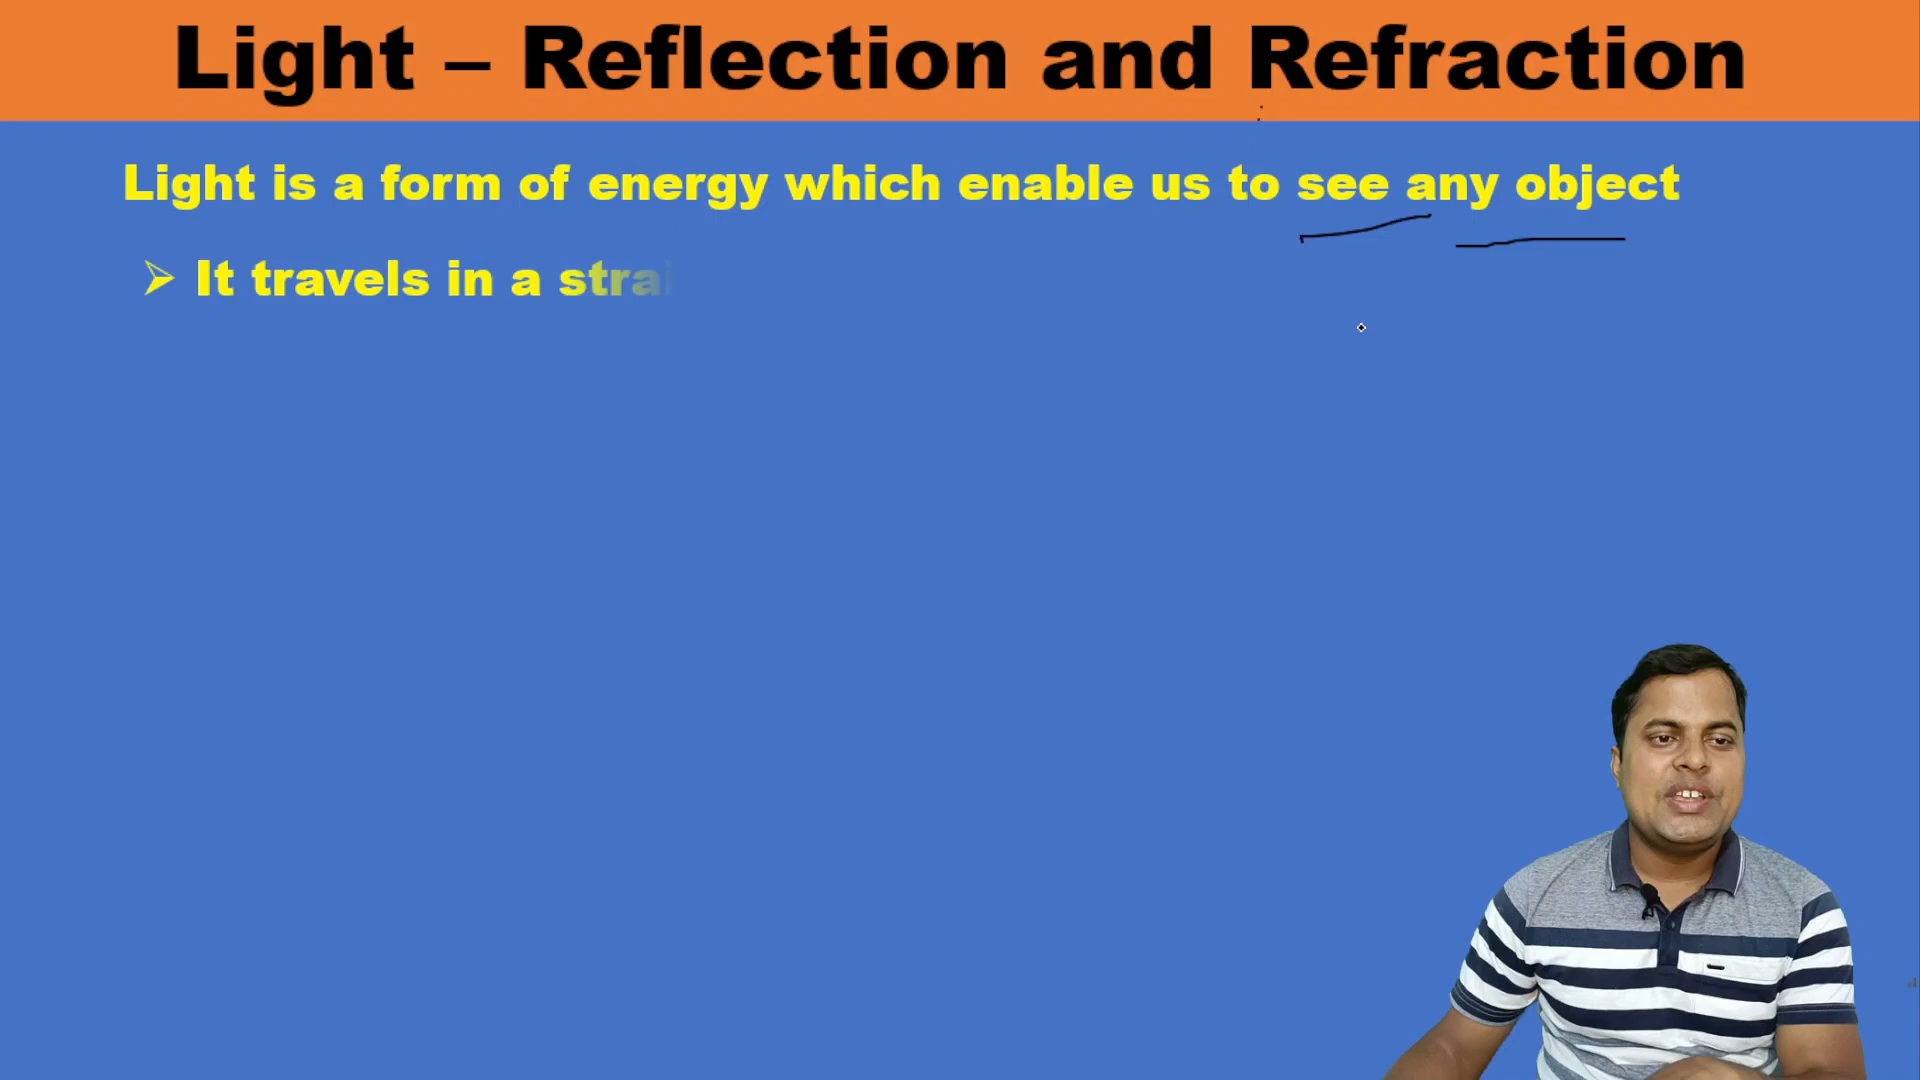 Light – Reflection and Refraction
Light is a form of energy which enable us to see any object
➢ It travels in a strai